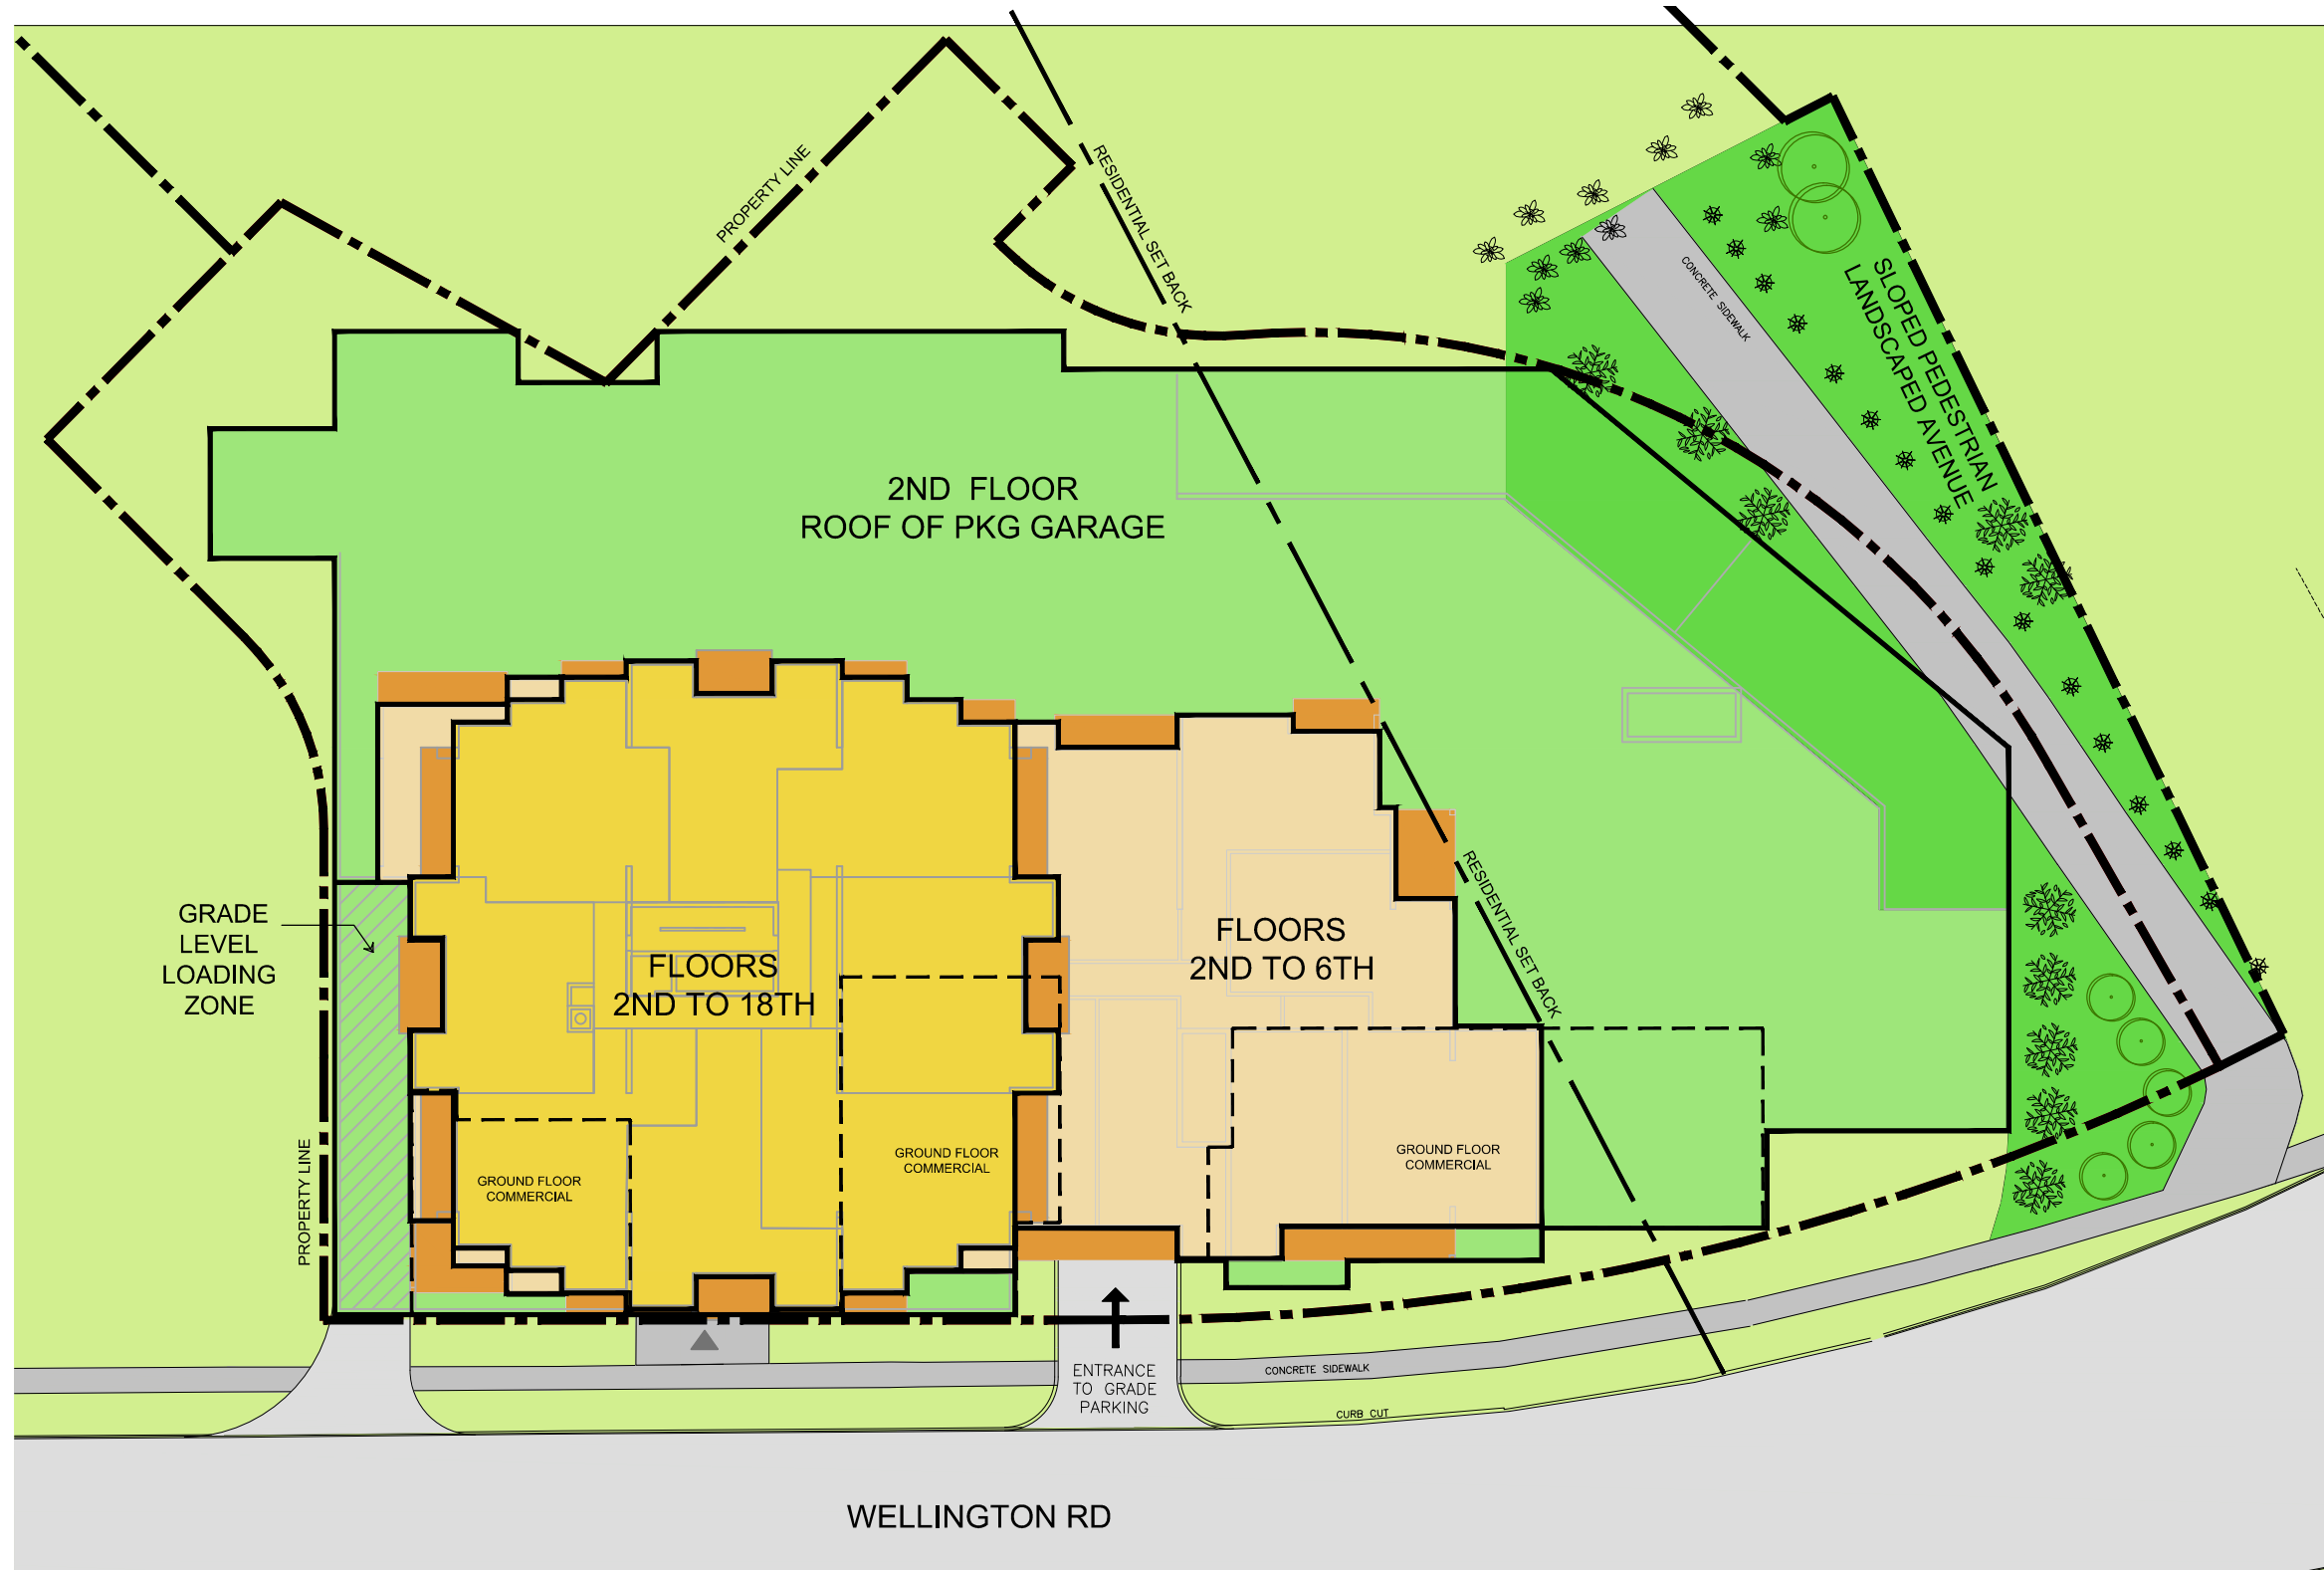 PROPERTY LINE
RESIDENTIAL SET BACK
CONCRETE SIDEWALK
SLOPED PEDESTRIAN
LANDSCAPED AVENUE
2ND FLOOR
ROOF OF PKG GARAGE
GRADE
LEVEL
LOADING
ZONE
FLOORS
2ND TO 18TH
FLOORS
2ND TO 6TH
RESIDENTIAL SET BACK
GROUND FLOOR
COMMERCIAL
GROUND FLOOR
COMMERCIAL
GROUND FLOOR
COMMERCIAL
PROPERTY LINE
ENTRANCE
TO GRADE
PARKING
CONCRETE SIDEWALK
CURB CUT
WELLINGTON RD